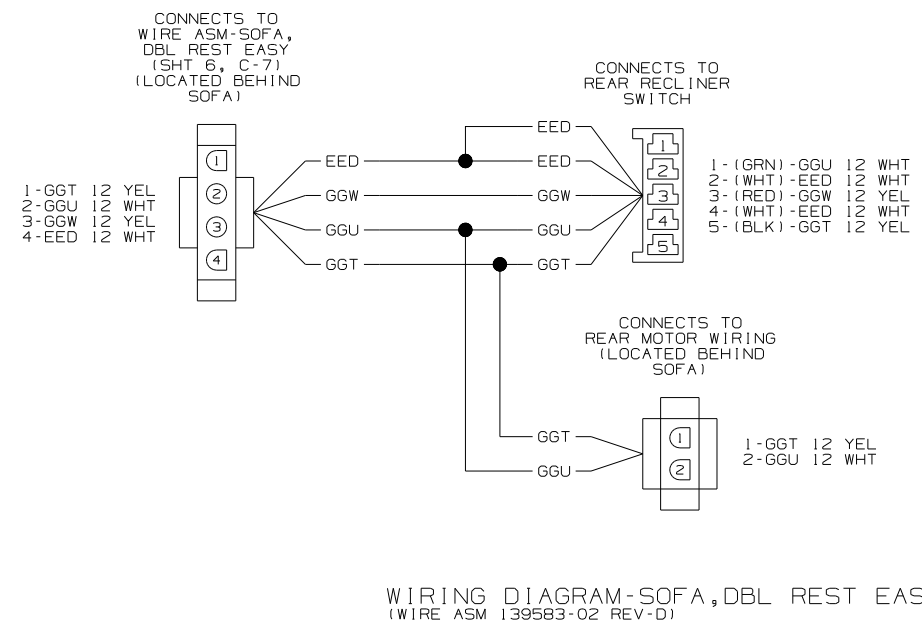 CONNECTS TO
WIRE ASM-SOFA,
DBL REST EASY
(SHT 6, C-7)
(LOCATED BEHIND
SOFA)
1
2
3
4
1-GGT 12 YEL
2-GGU 12 WHT
3-GGW 12 YEL
4-EED 12 WHT
EED
GGW
GGU
GGT
EED
EED
GGW
GGU
GGT
CONNECTS TO
REAR RECLINER
SWITCH
1
2
3
4
5
1-(GRN)-GGU 12 WHT
2-(WHT)-EED 12 WHT
3-(RED)-GGW 12 YEL
4-(WHT)-EED 12 WHT
5-(BLK)-GGT 12 YEL
CONNECTS TO
REAR MOTOR WIRING
(LOCATED BEHIND
SOFA)
GGT
GGU
1
2
1-GGT 12 YEL
2-GGU 12 WHT
WIRING DIAGRAM-SOFA,DBL REST EAS
(WIRE ASM 139583-02 REV-D)